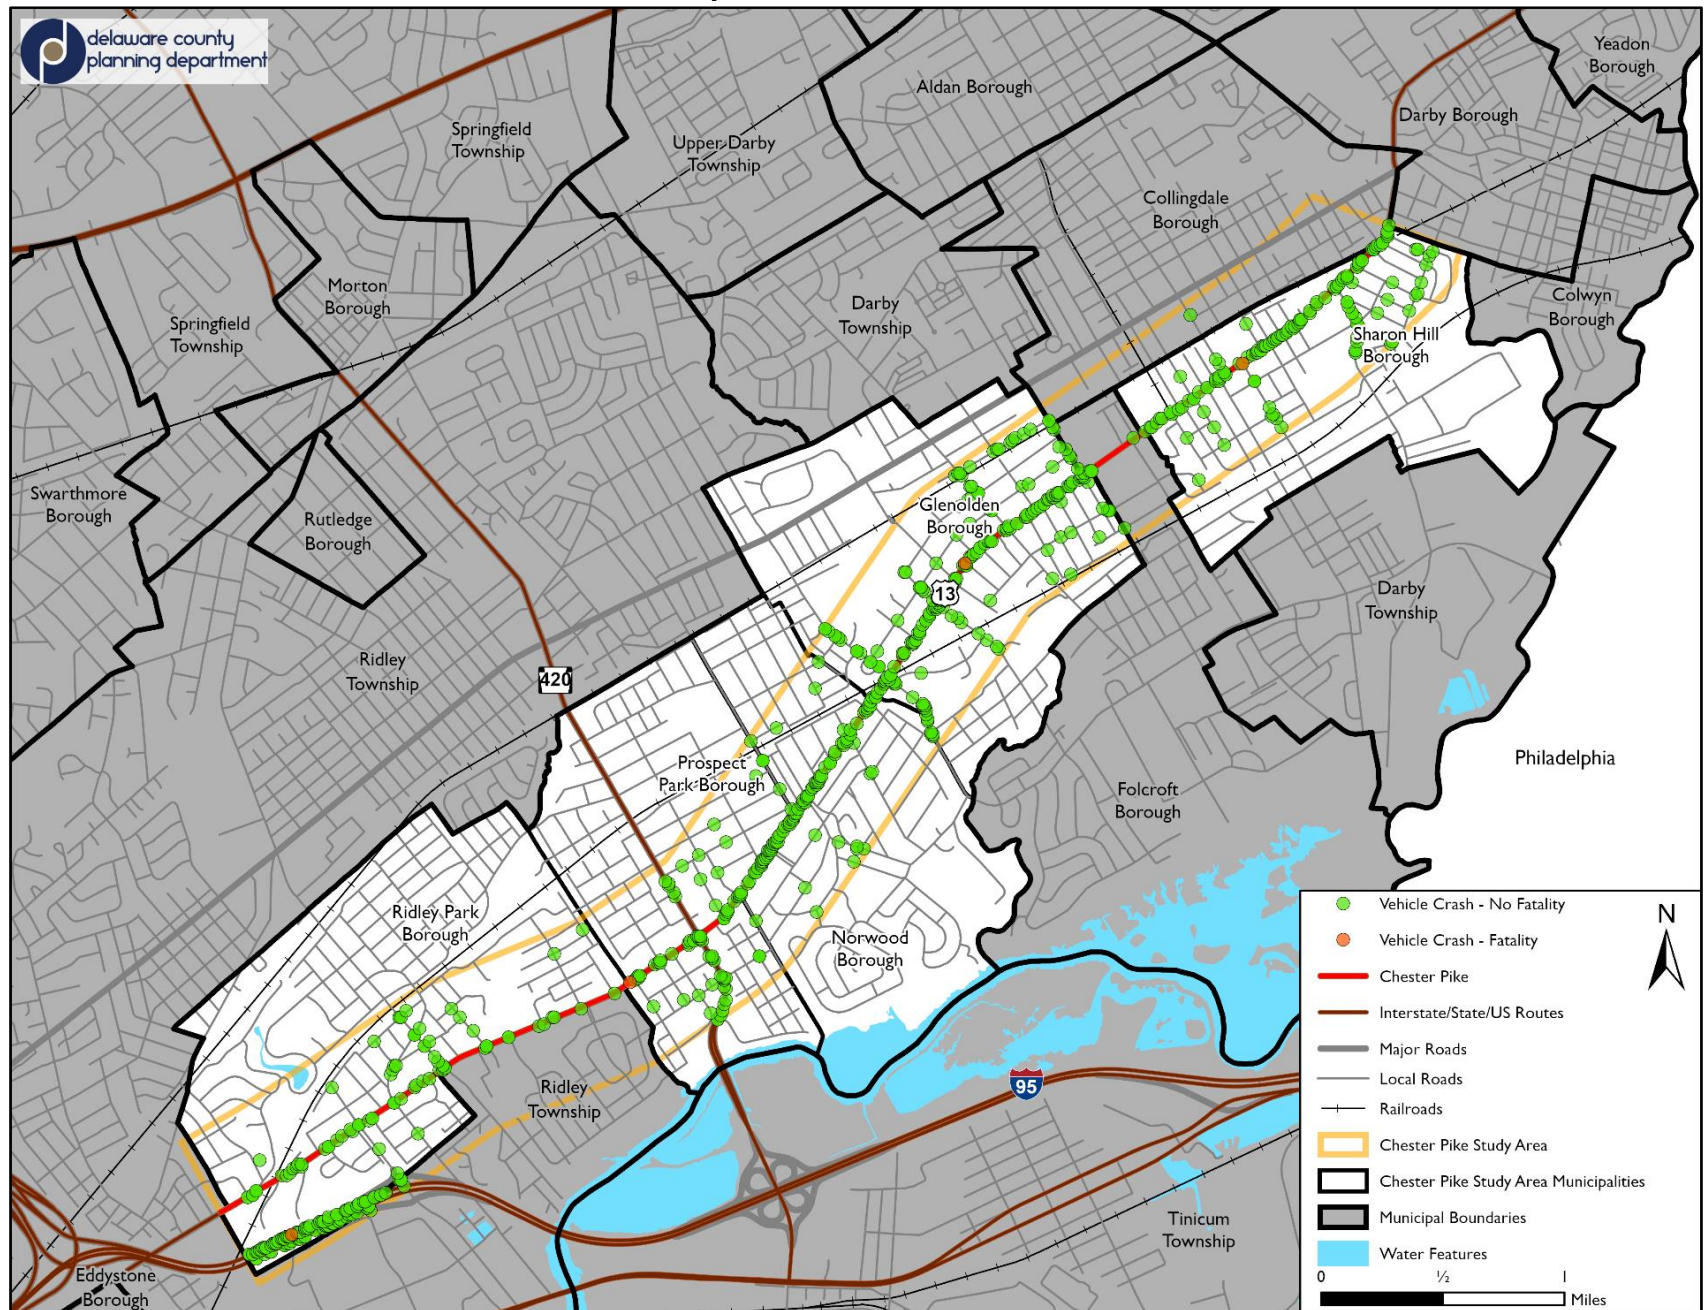 delaware county
planning department
Yeadon
Borough
Aldan Borough
Darby Borough
Springfield
Township
Upper Darby
Township
Collingdale
Borough
Morton
Borough
Springfield
Township
Darby
Township
Colwyn
Borough
Sharon Hill
Borough
Swarthmore
Borough
Rutledge
Borough
Glenolden
Borough
13
Darby
Township
Ridley
Township
420
Prospect
Park Borough
Philadelphia
Folcroft
Borough
Ridley Park
Borough
Norwood
Borough
Ridley
Township
95
Tinicum
Township
Eddystone
Borough
N
Vehicle Crash - No Fatality
Vehicle Crash - Fatality
Chester Pike
Interstate/State/US Routes
Major Roads
Local Roads
Railroads
Chester Pike Study Area
Chester Pike Study Area Municipalities
Municipal Boundaries
Water Features
0 ½ 1
Miles